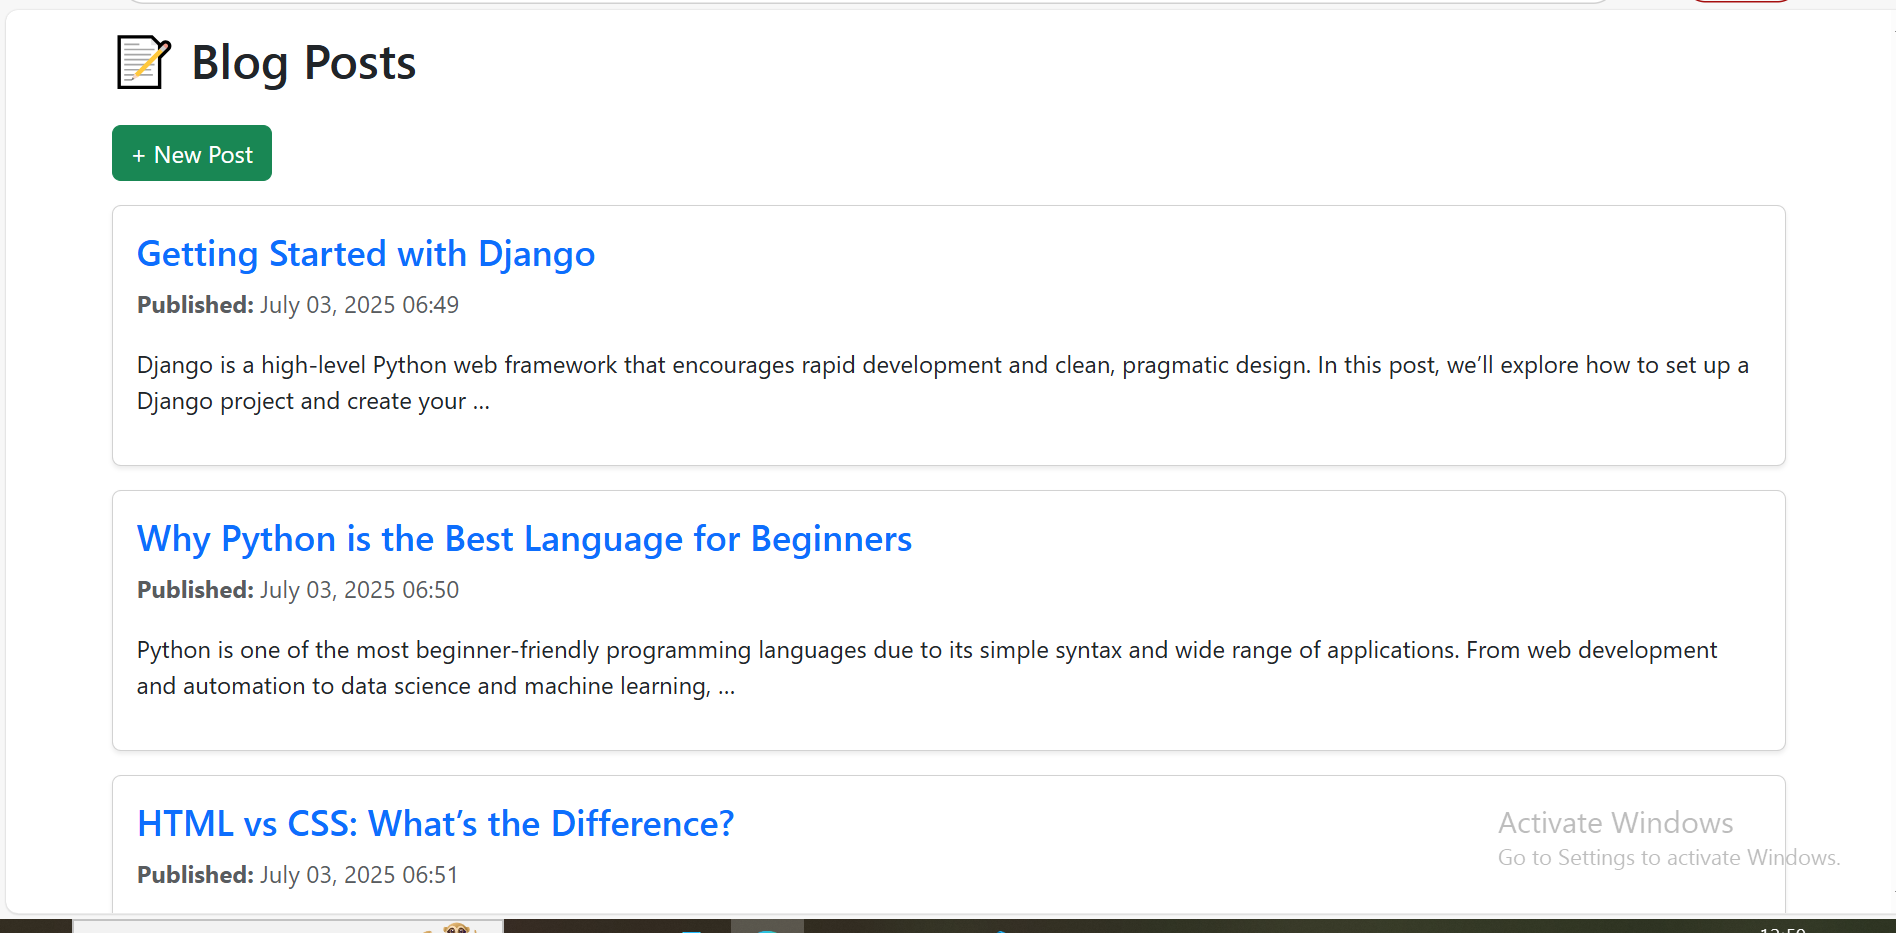 Blog Posts
+ New Post
Getting Started with Django
Published: July 03, 2025 06:49
Django is a high-level Python web framework that encourages rapid development and clean, pragmatic design. In this post, we’ll explore how to set up a
Django project and create your ...
Why Python is the Best Language for Beginners
Published: July 03, 2025 06:50
Python is one of the most beginner-friendly programming languages due to its simple syntax and wide range of applications. From web development
and automation to data science and machine learning, ...
HTML vs CSS: What’s the Difference?
Published: July 03, 2025 06:51
Activate Windows
Go to Settings to activate Windows.